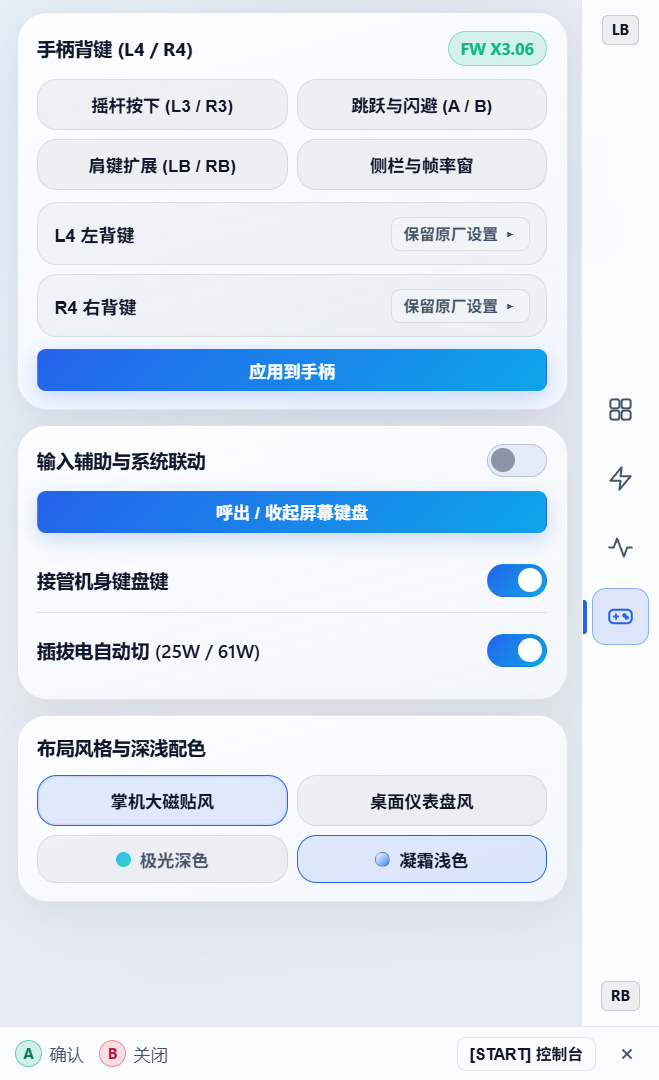 手柄背键 (L4 / R4)
FW X3.06
LB
摇杆按下 (L3 / R3)
跳跃与闪避 (A / B)
肩键扩展 (LB / RB)
侧栏与帧率窗
L4 左背键
保留原厂设置 ▸
R4 右背键
保留原厂设置 ▸
应用到手柄
输入辅助与系统联动
呼出 / 收起屏幕键盘
接管机身键盘键
插拔电自动切 (25W / 61W)
布局风格与深浅配色
掌机大磁贴风
桌面仪表盘风
极光深色
凝霜浅色
RB
A 确认
B 关闭
[START] 控制台
×